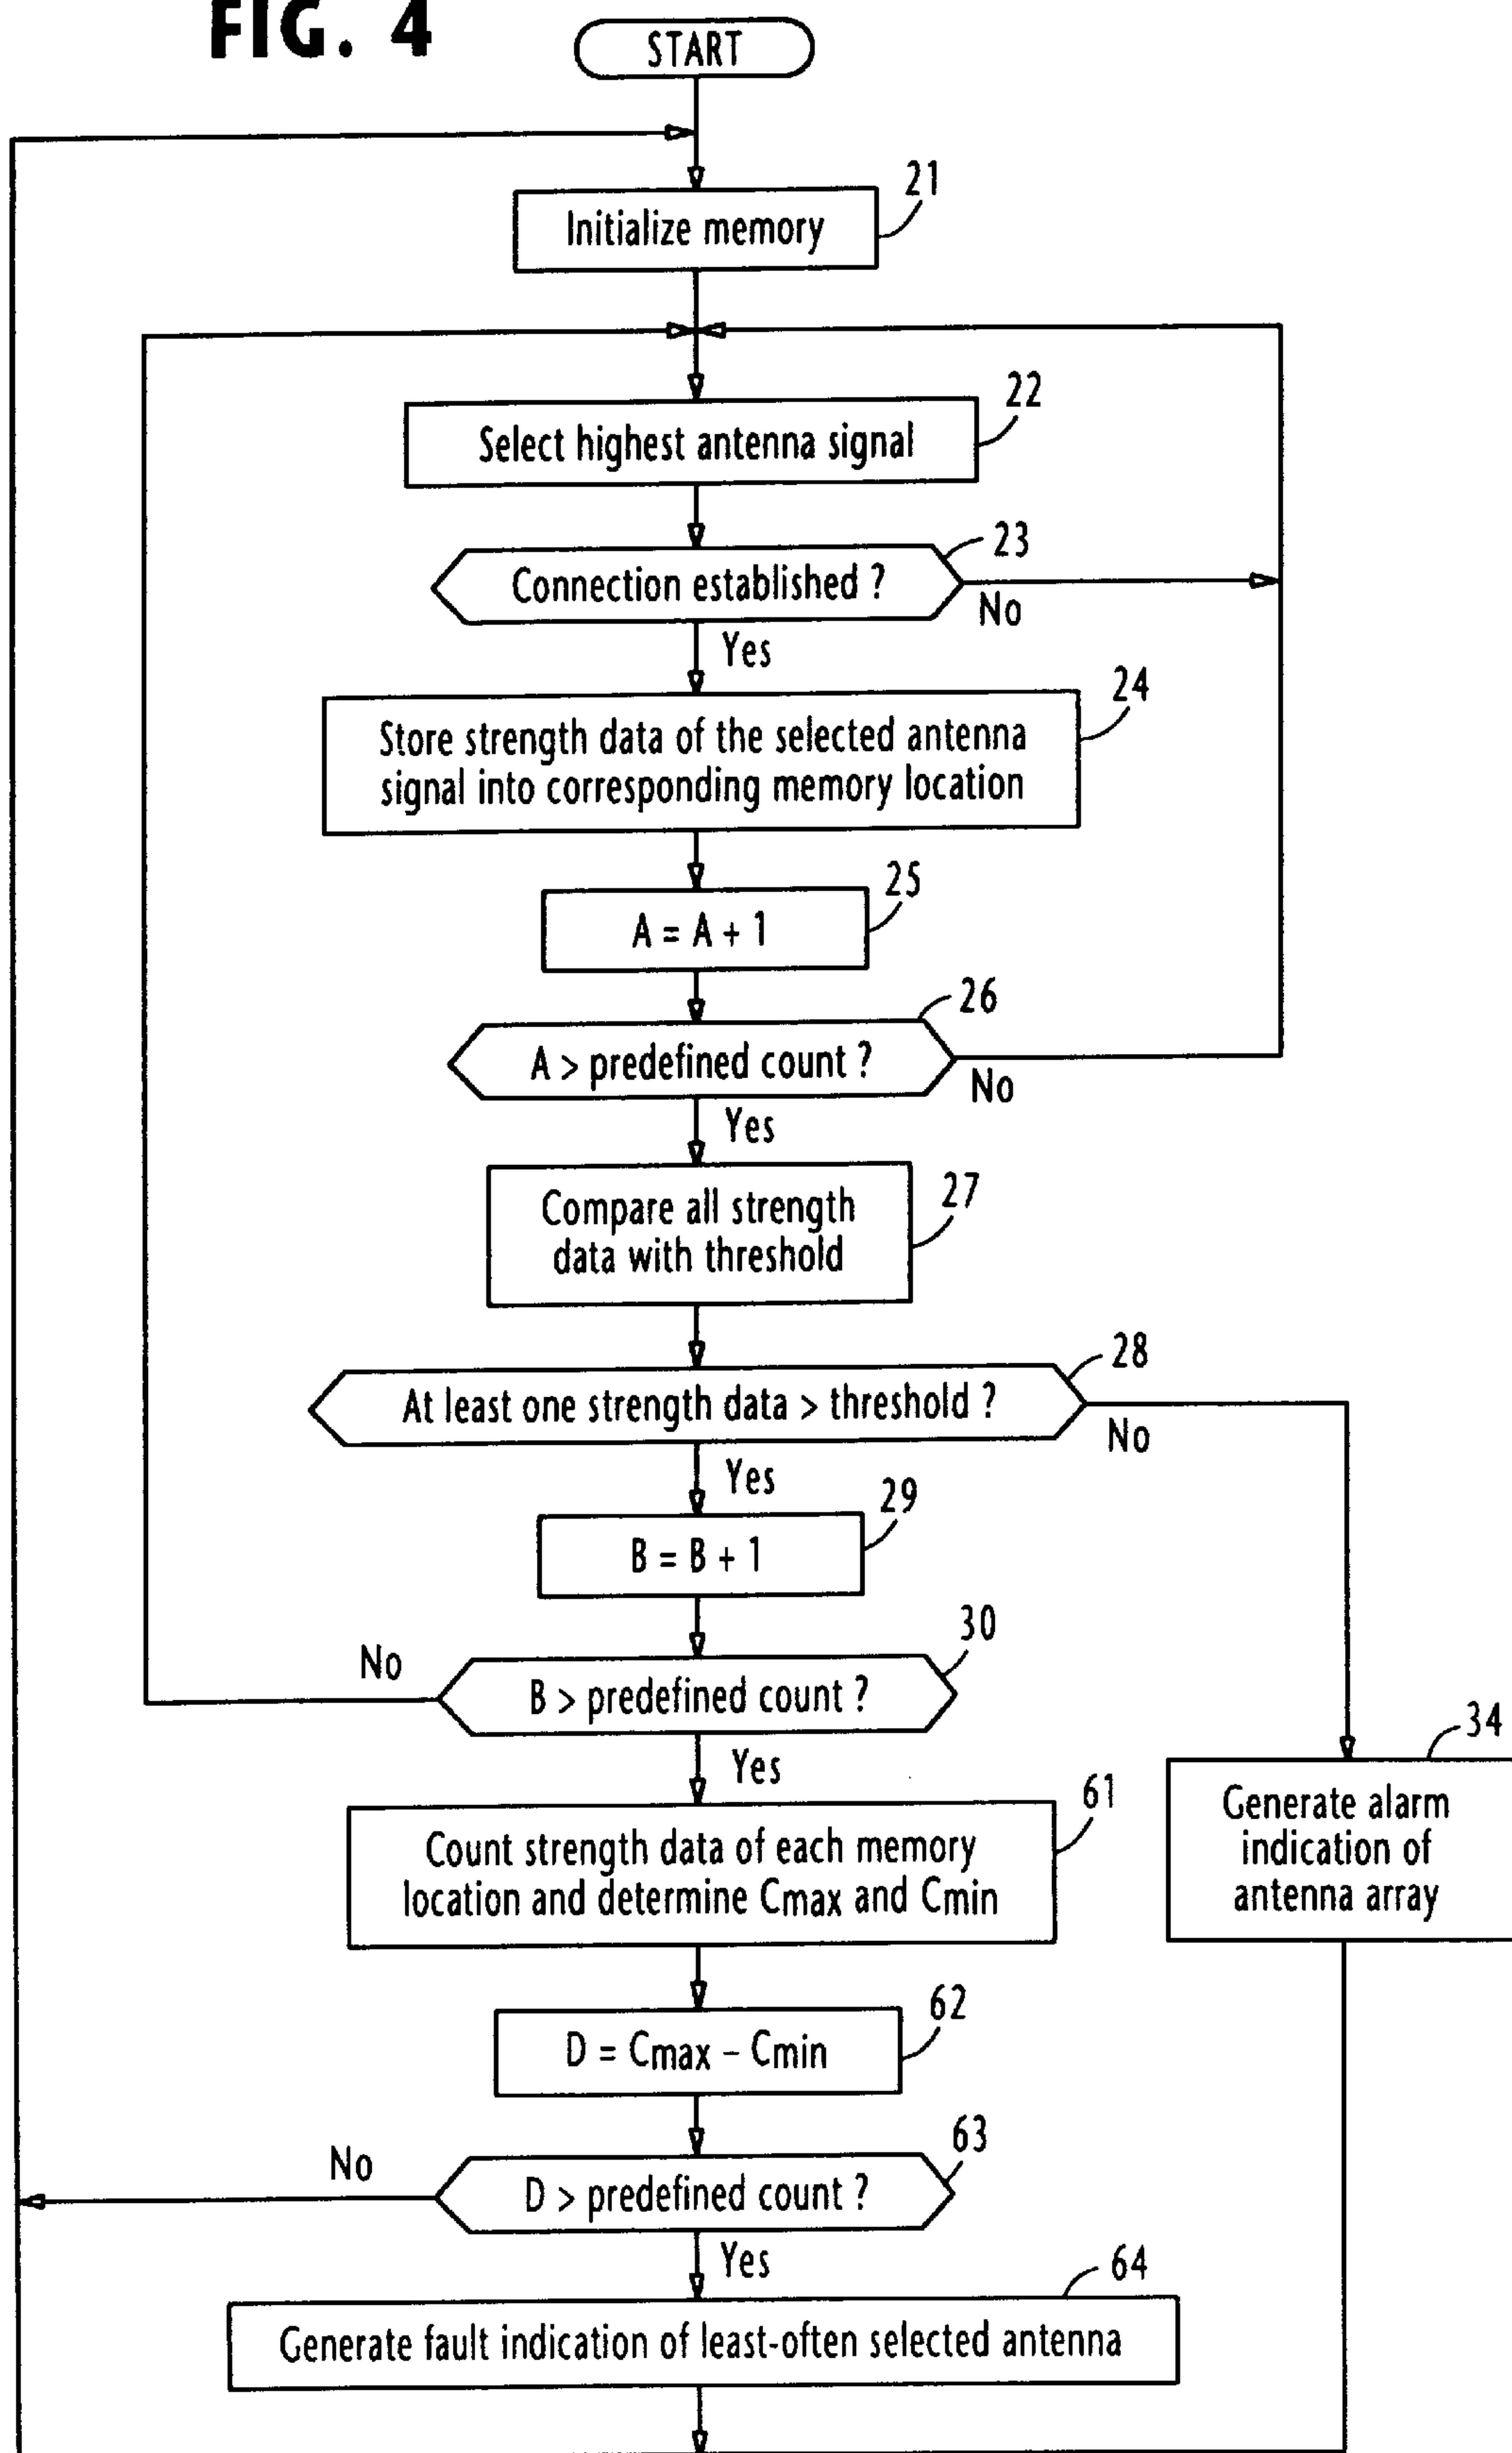 FIG. 4
START
21
Initialize memory
22
Select highest antenna signal
23
Connection established ?
No
Yes
24
Store strength data of the selected antenna
signal into corresponding memory location
25
A = A + 1
26
A > predefined count ?
No
Yes
27
Compare all strength
data with threshold
28
At least one strength data > threshold ?
No
Yes
29
B = B + 1
30
No
B > predefined count ?
Yes
34
Generate alarm
indication of
antenna array
61
Count strength data of each memory
location and determine Cmax and Cmin
62
D = Cmax – Cmin
63
No
D > predefined count ?
Yes
64
Generate fault indication of least-often selected antenna